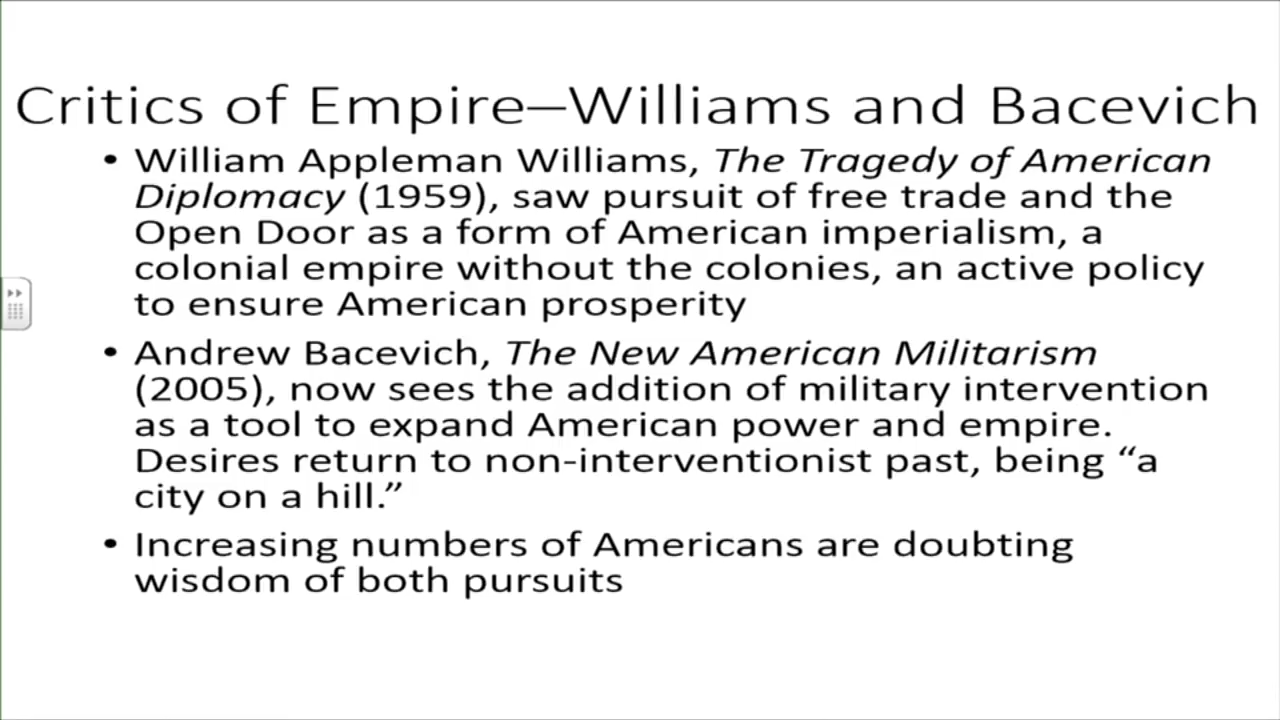 Critics of Empire—Williams and Bacevich
• William Appleman Williams, The Tragedy of American
Diplomacy (1959), saw pursuit of free trade and the
Open Door as a form of American imperialism, a
colonial empire without the colonies, an active policy
to ensure American prosperity
• Andrew Bacevich, The New American Militarism
(2005), now sees the addition of military intervention
as a tool to expand American power and empire.
Desires return to non-interventionist past, being “a
city on a hill.”
• Increasing numbers of Americans are doubting
wisdom of both pursuits